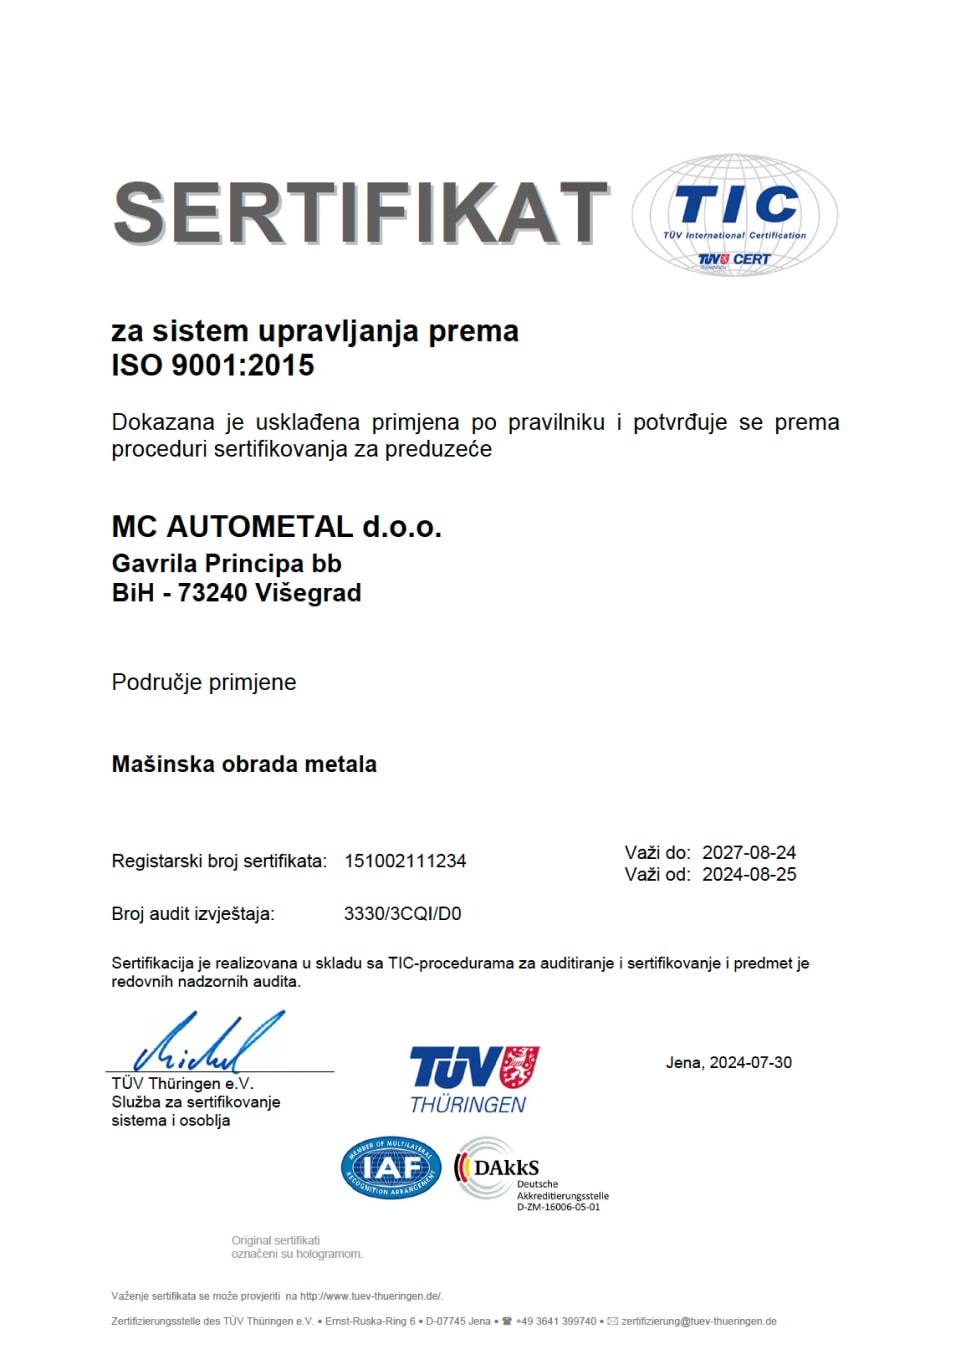 SERTIFIKAT
TIC
TÜV International Certification
TÜV CERT
THÜRINGEN
za sistem upravljanja prema
ISO 9001:2015
Dokazana je usklađena primjena po pravilniku i potvrđuje se prema
proceduri sertifikovanja za preduzeće
MC AUTOMETAL d.o.o.
Gavrila Principa bb
BiH - 73240 Višegrad
Područje primjene
Mašinska obrada metala
Registarski broj sertifikata: 151002111234
Važi do: 2027-08-24
Važi od: 2024-08-25
Broj audit izvještaja: 3330/3CQI/D0
Sertifikacija je realizovana u skladu sa TIC-procedurama za auditiranje i sertifikovanje i predmet je
redovnih nadzornih audita.
TÜV Thüringen e.V.
Služba za sertifikovanje
sistema i osoblja
TÜV
THÜRINGEN
Jena, 2024-07-30
MEMBER OF MULTILATERAL
IAF
RECOGNITION ARRANGEMENT
DAkkS
Deutsche
Akkreditierungsstelle
D-ZM-16006-05-01
Original sertifikati
označeni su hologramom.
Važenje sertifikata se može provjeriti na http://www.tuev-thueringen.de/.
Zertifizierungsstelle des TÜV Thüringen e.V. • Ernst-Ruska-Ring 6 • D-07745 Jena • ☎ +49 3641 399740 • ✉ zertifizierung@tuev-thueringen.de